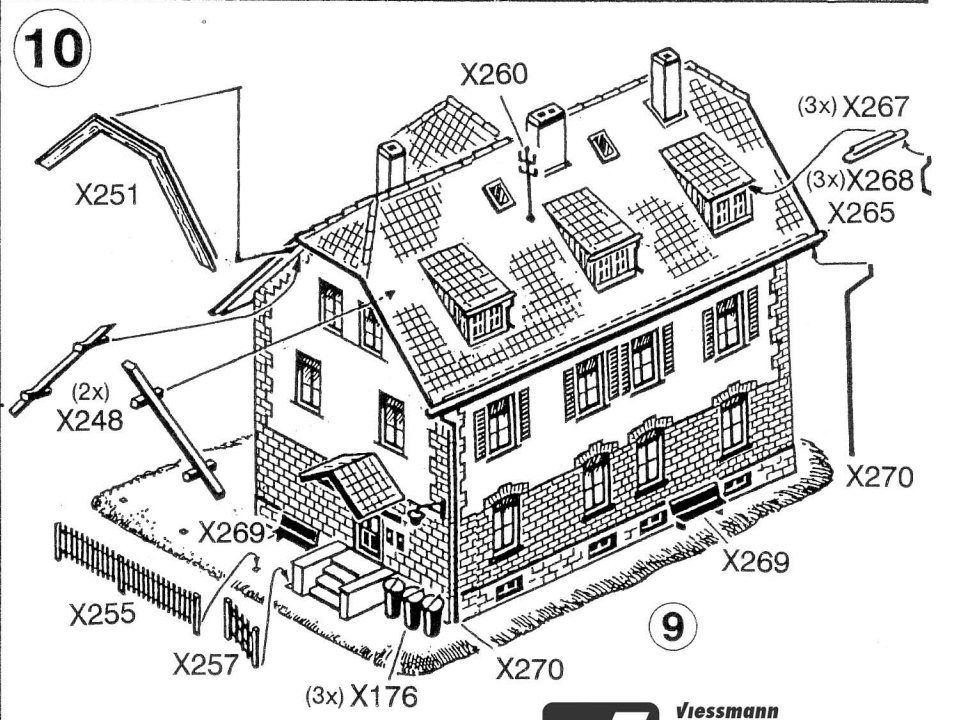 10
X260
(3x) X267
(3x) X268
X265
X251
(2x)
X248
X270
X269
X269
X255
9
X257
X270
(3x) X176
Viessmann